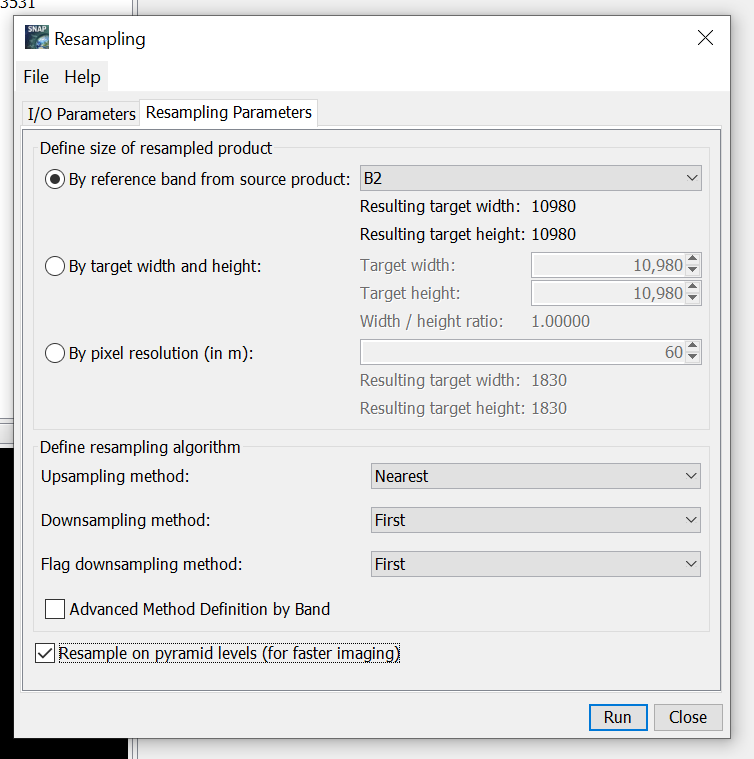 3531
SNAP
Resampling
File Help
I/O Parameters Resampling Parameters
Define size of resampled product
By reference band from source product: B2
Resulting target width: 10980
Resulting target height: 10980
By target width and height: Target width: 10,980
Target height: 10,980
Width / height ratio: 1.00000
By pixel resolution (in m): 60
Resulting target width: 1830
Resulting target height: 1830
Define resampling algorithm
Upsampling method: Nearest
Downsampling method: First
Flag downsampling method: First
Advanced Method Definition by Band
Resample on pyramid levels (for faster imaging)
Run Close